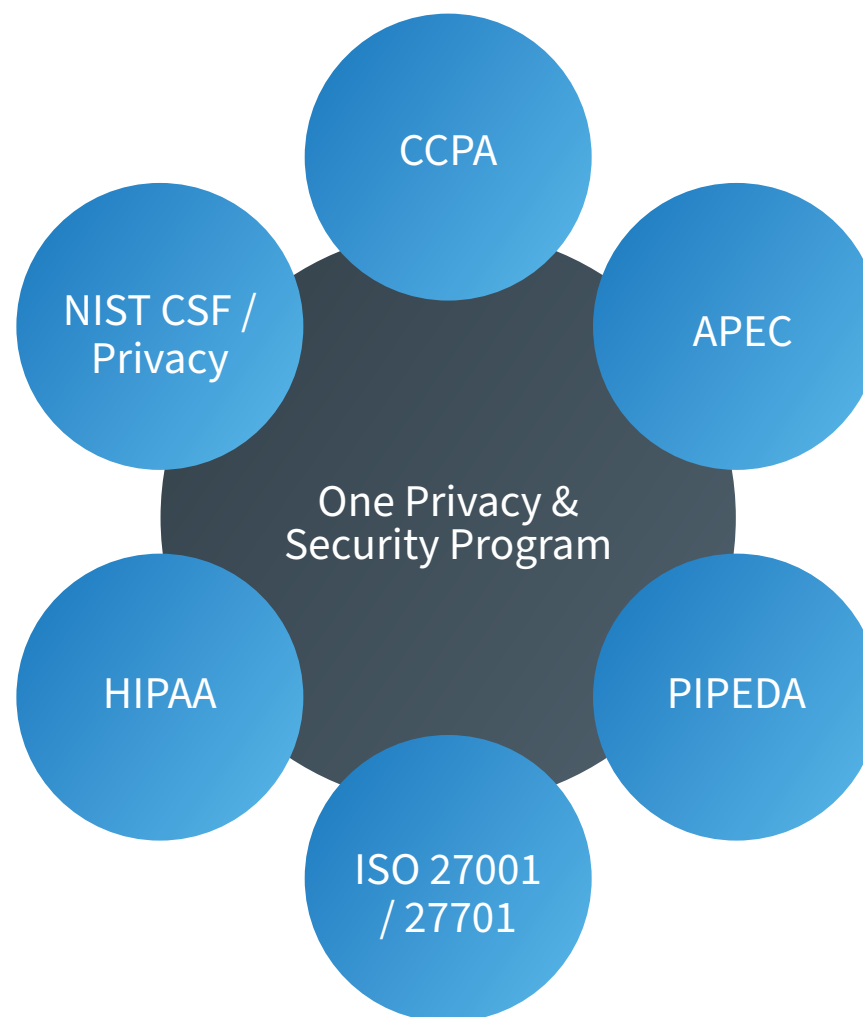 CCPA
NIST CSF /
Privacy
APEC
One Privacy &
Security Program
HIPAA
PIPEDA
ISO 27001
/ 27701